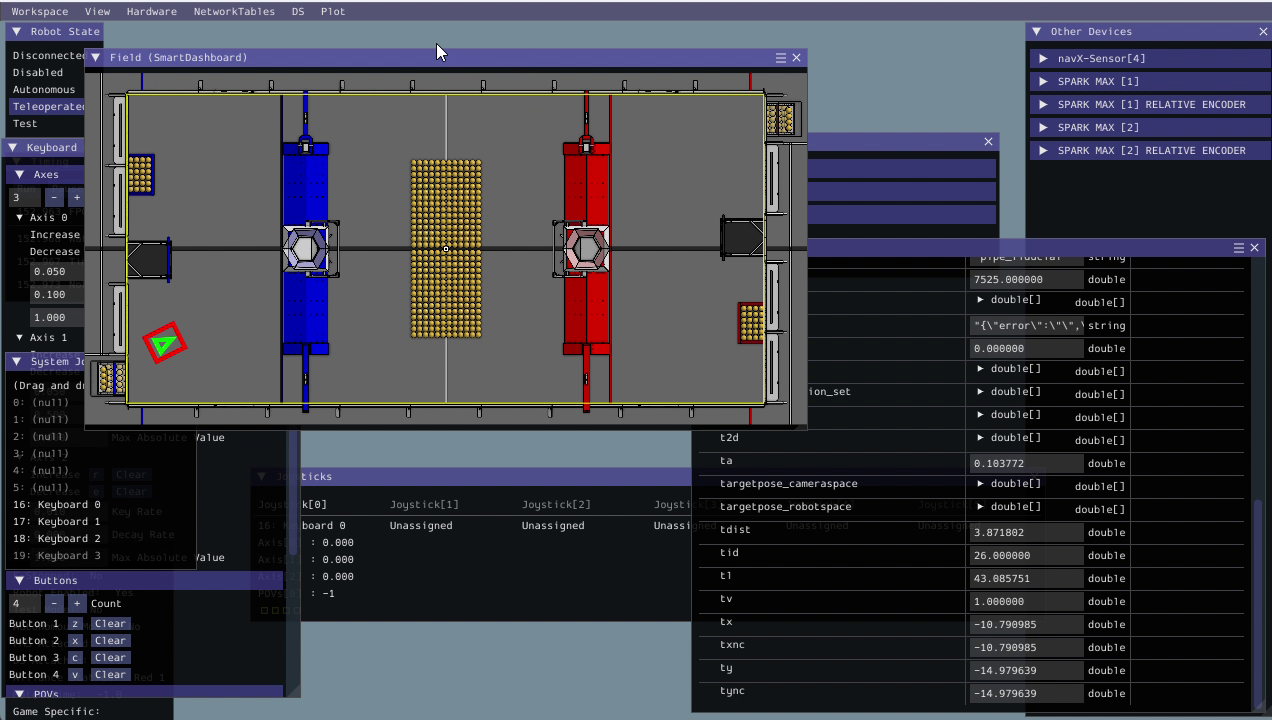 Workspace View Hardware NetworkTables DS Plot
Robot State
Disconnected
Disabled
Autonomous
Teleoperated
Test
Field (SmartDashboard)
Other Devices
navX-Sensor[4]
SPARK MAX [1]
SPARK MAX [1] RELATIVE ENCODER
SPARK MAX [2]
SPARK MAX [2] RELATIVE ENCODER
Keyboard
Axes
3 - +
Axis 0
Increase
Decrease
0.050
0.100
1.000
Axis 1
System Jo
(Drag and dr
0: (null)
1: (null)
2: (null)
3: (null)
4: (null)
5: (null)
16: Keyboard 0
17: Keyboard 1
18: Keyboard 2
19: Keyboard 3
Max Absolute Value
Increase r Clear
Key Rate
Decay Rate
Max Absolute Value
Buttons
4 - + Count
Button 1 z Clear
Button 2 x Clear
Button 3 c Clear
Button 4 v Clear
POVs
Game Specific:
Joysticks
Joystick[0] Joystick[1] Joystick[2]
16: Keyboard 0 Unassigned Unassigned
: 0.000
: 0.000
: 0.000
: -1
string
7525.000000 double
double[] double[]
"{\"error\":\"\",\ string
0.000000 double
double[] double[]
ion_set double[] double[]
double[] double[]
t2d double[] double[]
ta 0.103772 double
targetpose_cameraspace double[] double[]
targetpose_robotspace double[] double[]
tdist 3.871802 double
tid 26.000000 double
tl 43.085751 double
tv 1.000000 double
tx -10.790985 double
txnc -10.790985 double
ty -14.979639 double
tync -14.979639 double